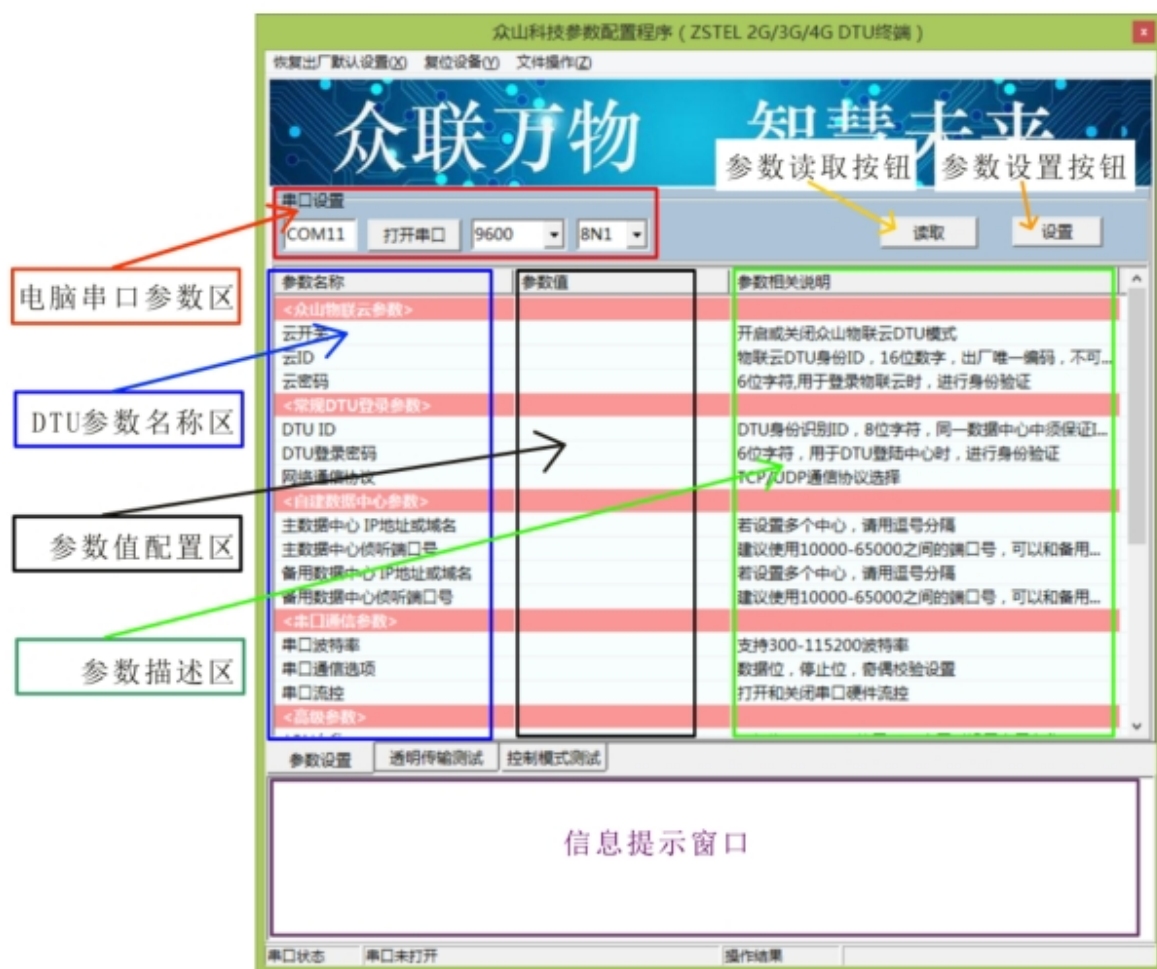 众山科技参数配置程序 ( ZSTEL 2G/3G/4G DTU终端 )
x
恢复出厂默认设置(X) 复位设备(Y) 文件操作(Z)
众联万物 智慧未来
参数读取按钮 参数设置按钮
串口设置
COM11 打开串口 9600 8N1 读取 设置
电脑串口参数区
参数名称 参数值 参数相关说明
<众山物联云参数>
云开关 开启或关闭众山物联云DTU模式
云ID 物联云DTU身份ID，16位数字，出厂唯一编码，不可...
云密码 6位字符,用于登录物联云时，进行身份验证
<常规DTU登录参数>
DTU参数名称区
DTU ID DTU身份识别ID，8位字符，同一数据中心中须保证I...
DTU登录密码 6位字符，用于DTU登陆中心时，进行身份验证
网络通信协议 TCP/UDP通信协议选择
<自建数据中心参数>
主数据中心 IP地址或域名 若设置多个中心，请用逗号分隔
参数值配置区
主数据中心侦听端口号 建议使用10000-65000之间的端口号，可以和备用...
备用数据中心 IP地址或域名 若设置多个中心，请用逗号分隔
备用数据中心侦听端口号 建议使用10000-65000之间的端口号，可以和备用...
<串口通信参数>
串口波特率 支持300-115200波特率
参数描述区
串口通信选项 数据位，停止位，奇偶校验设置
串口流控 打开和关闭串口硬件流控
<高级参数>
参数设置 透明传输测试 控制模式测试
信息提示窗口
串口状态 串口未打开 操作结果